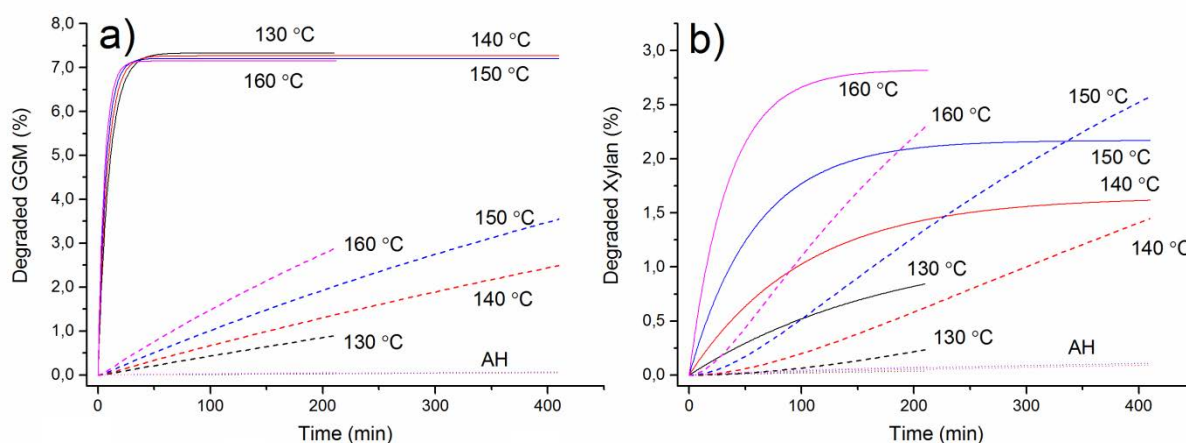 a)
8,0
7,0
6,0
5,0
4,0
3,0
2,0
1,0
0,0
Degraded GGM (%)
130 °C
140 °C
150 °C
160 °C
150 °C
160 °C
140 °C
130 °C
AH
0
100
200
300
400
Time (min)
b)
3,0
2,5
2,0
1,5
1,0
0,5
0,0
Degraded Xylan (%)
160 °C
160 °C
150 °C
150 °C
140 °C
140 °C
130 °C
130 °C
AH
0
100
200
300
400
Time (min)